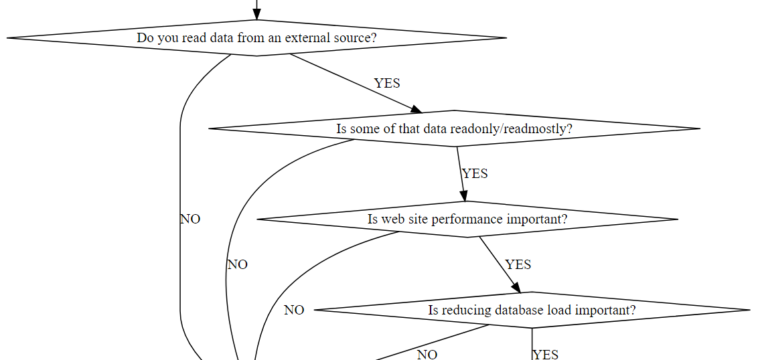 Do you read data from an external source?
YES
Is some of that data readonly/readmostly?
YES
NO
Is web site performance important?
NO
YES
NO
Is reducing database load important?
NO
YES